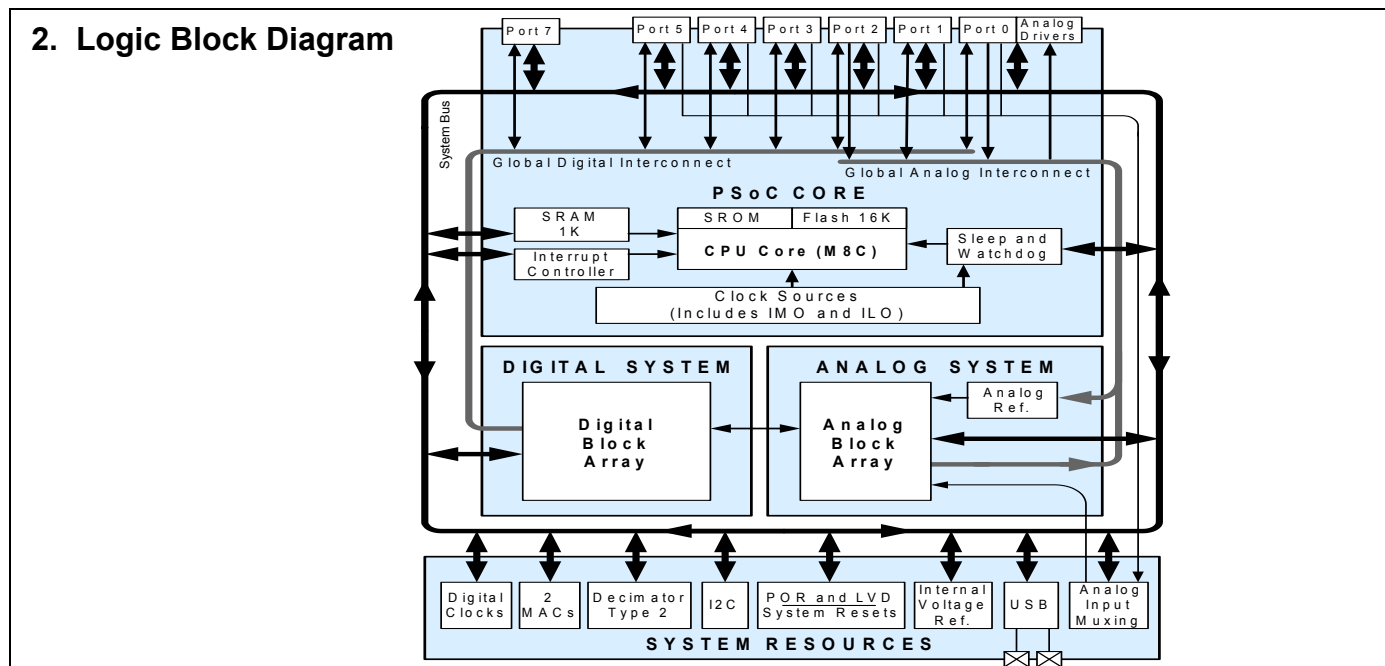 2. Logic Block Diagram
Port 7
Port 5
Port 4
Port 3
Port 2
Port 1
Port 0
Analog
Drivers
System Bus
Global Digital Interconnect
Global Analog Interconnect
PSoC CORE
SRAM
1K
SROM
Flash 16K
Interrupt
Controller
CPU Core (M8C)
Sleep and
Watchdog
Clock Sources
(Includes IMO and ILO)
DIGITAL SYSTEM
ANALOG SYSTEM
Digital
Block
Array
Analog
Block
Array
Analog
Ref.
Digital
Clocks
2
MACs
Decimator
Type 2
I2C
POR and LVD
System Resets
Internal
Voltage
Ref.
USB
Analog
Input
Muxing
SYSTEM RESOURCES